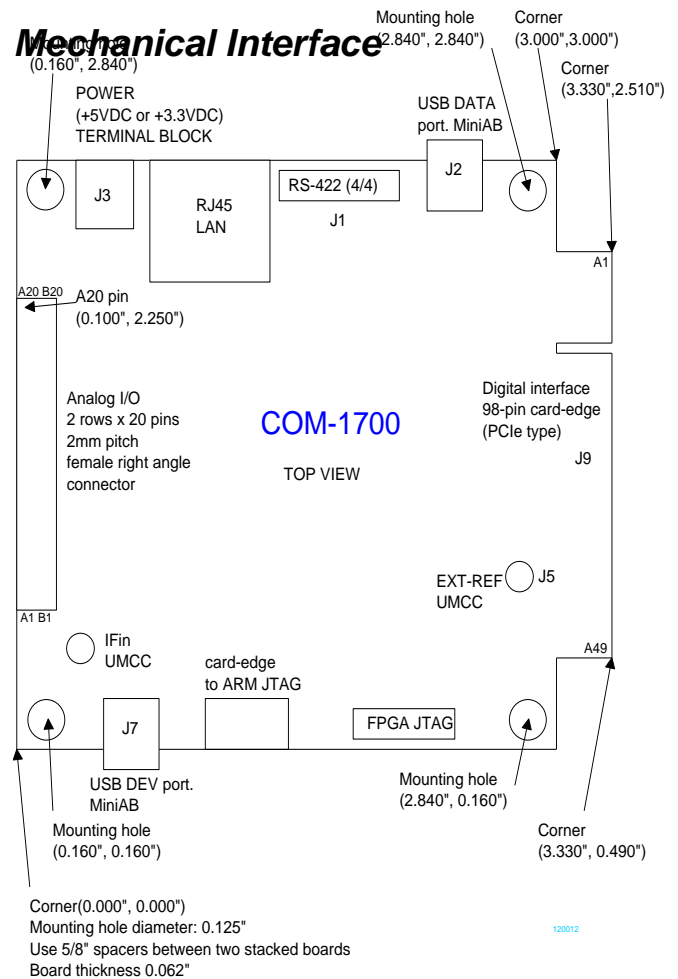 Mechanical Interface
Mounting hole
(0.160", 2.840")
Mounting hole
(2.840", 2.840")
Corner
(3.000",3.000")
Corner
(3.330",2.510")
POWER
(+5VDC or +3.3VDC)
TERMINAL BLOCK
USB DATA
port. MiniAB
J3
RJ45
LAN
RS-422 (4/4)
J1
J2
A1
A20 B20
A20 pin
(0.100", 2.250")
Analog I/O
2 rows x 20 pins
2mm pitch
female right angle
connector
COM-1700
TOP VIEW
Digital interface
98-pin card-edge
(PCIe type)
J9
EXT-REF
UMCC
J5
A1 B1
IFin
UMCC
A49
card-edge
to ARM JTAG
J7
FPGA JTAG
USB DEV port.
MiniAB
Mounting hole
(2.840", 0.160")
Mounting hole
(0.160", 0.160")
Corner
(3.330", 0.490")
Corner(0.000", 0.000")
Mounting hole diameter: 0.125"
Use 5/8" spacers between two stacked boards
Board thickness 0.062"
120012